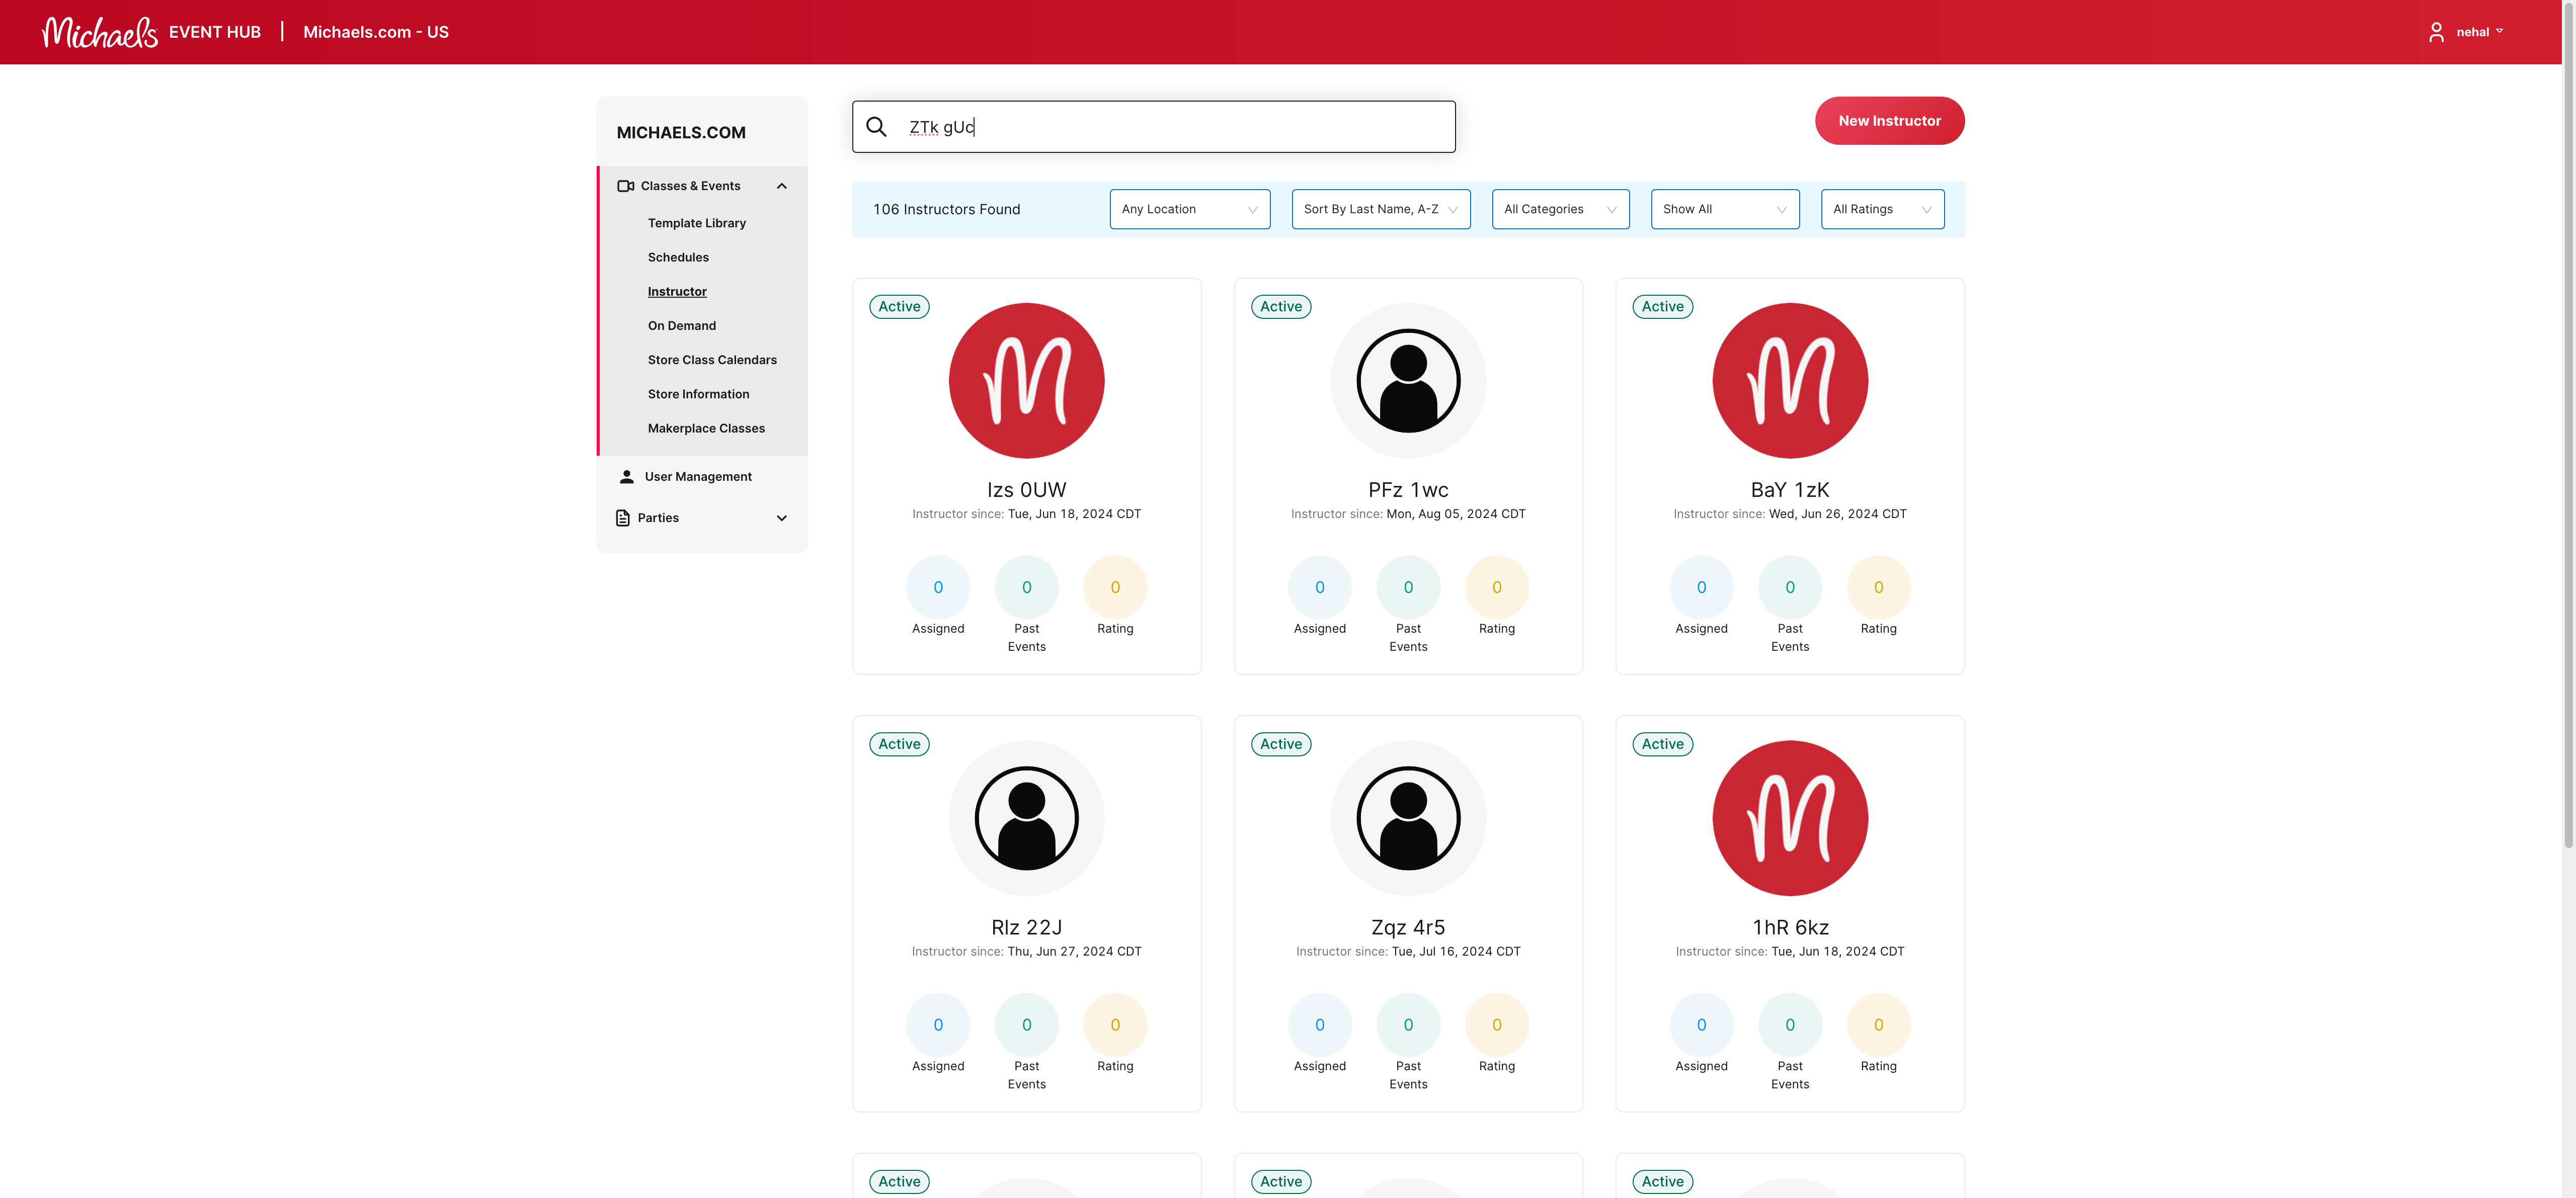 Michaels EVENT HUB | Michaels.com - US
nehal
MICHAELS.COM
Classes & Events
Template Library
Schedules
Instructor
On Demand
Store Class Calendars
Store Information
Makerplace Classes
User Management
Parties
ZTk gUc
New Instructor
106 Instructors Found
Any Location
Sort By Last Name, A-Z
All Categories
Show All
All Ratings
Active
Izs 0UW
Instructor since: Tue, Jun 18, 2024 CDT
0 0 0
Assigned Past Rating
Events
Active
PFz 1wc
Instructor since: Mon, Aug 05, 2024 CDT
0 0 0
Assigned Past Rating
Events
Active
BaY 1zK
Instructor since: Wed, Jun 26, 2024 CDT
0 0 0
Assigned Past Rating
Events
Active
Rlz 22J
Instructor since: Thu, Jun 27, 2024 CDT
0 0 0
Assigned Past Rating
Events
Active
Zqz 4r5
Instructor since: Tue, Jul 16, 2024 CDT
0 0 0
Assigned Past Rating
Events
Active
1hR 6kz
Instructor since: Tue, Jun 18, 2024 CDT
0 0 0
Assigned Past Rating
Events
Active
Active
Active